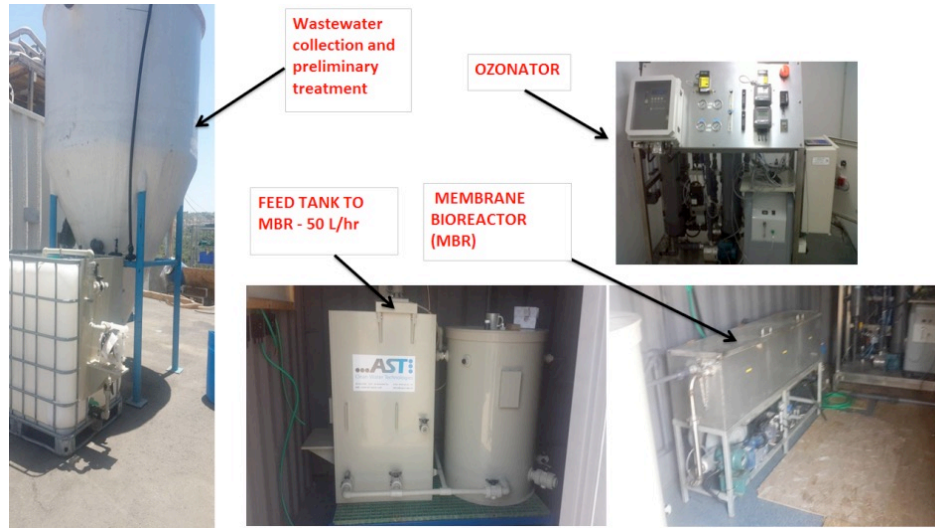 Wastewater
collection and
preliminary
treatment
OZONATOR
FEED TANK TO
MBR - 50 L/hr
MEMBRANE
BIOREACTOR
(MBR)
AST